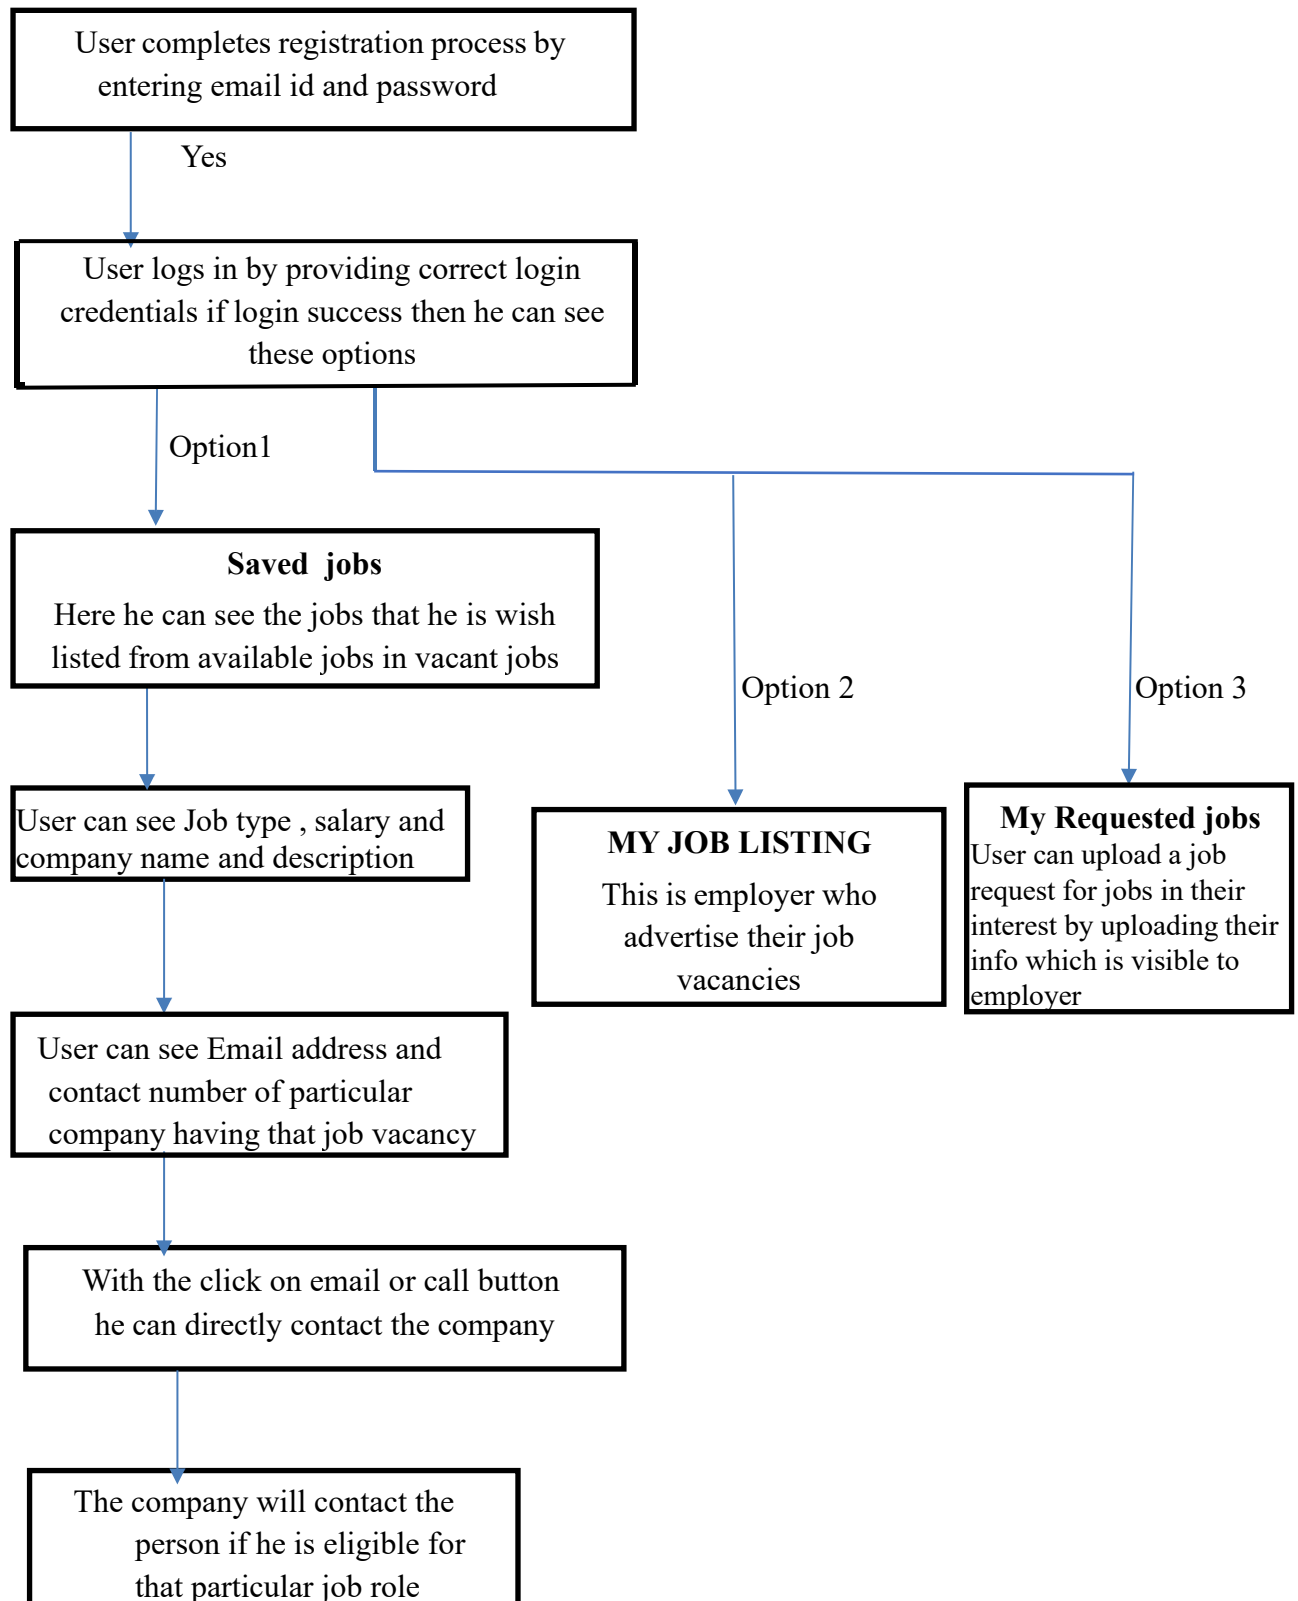 User completes registration process by
entering email id and password
Yes
User logs in by providing correct login
credentials if login success then he can see
these options
Option1
Saved  jobs
Here he can see the jobs that he is wish
listed from available jobs in vacant jobs
Option 2
Option 3
User can see Job type , salary and
company name and description
MY JOB LISTING
This is employer who
advertise their job
vacancies
My Requested jobs
User can upload a job
request for jobs in their
interest by uploading their
info which is visible to
employer
User can see Email address and
contact number of particular
company having that job vacancy
With the click on email or call button
he can directly contact the company
The company will contact the
person if he is eligible for
that particular job role